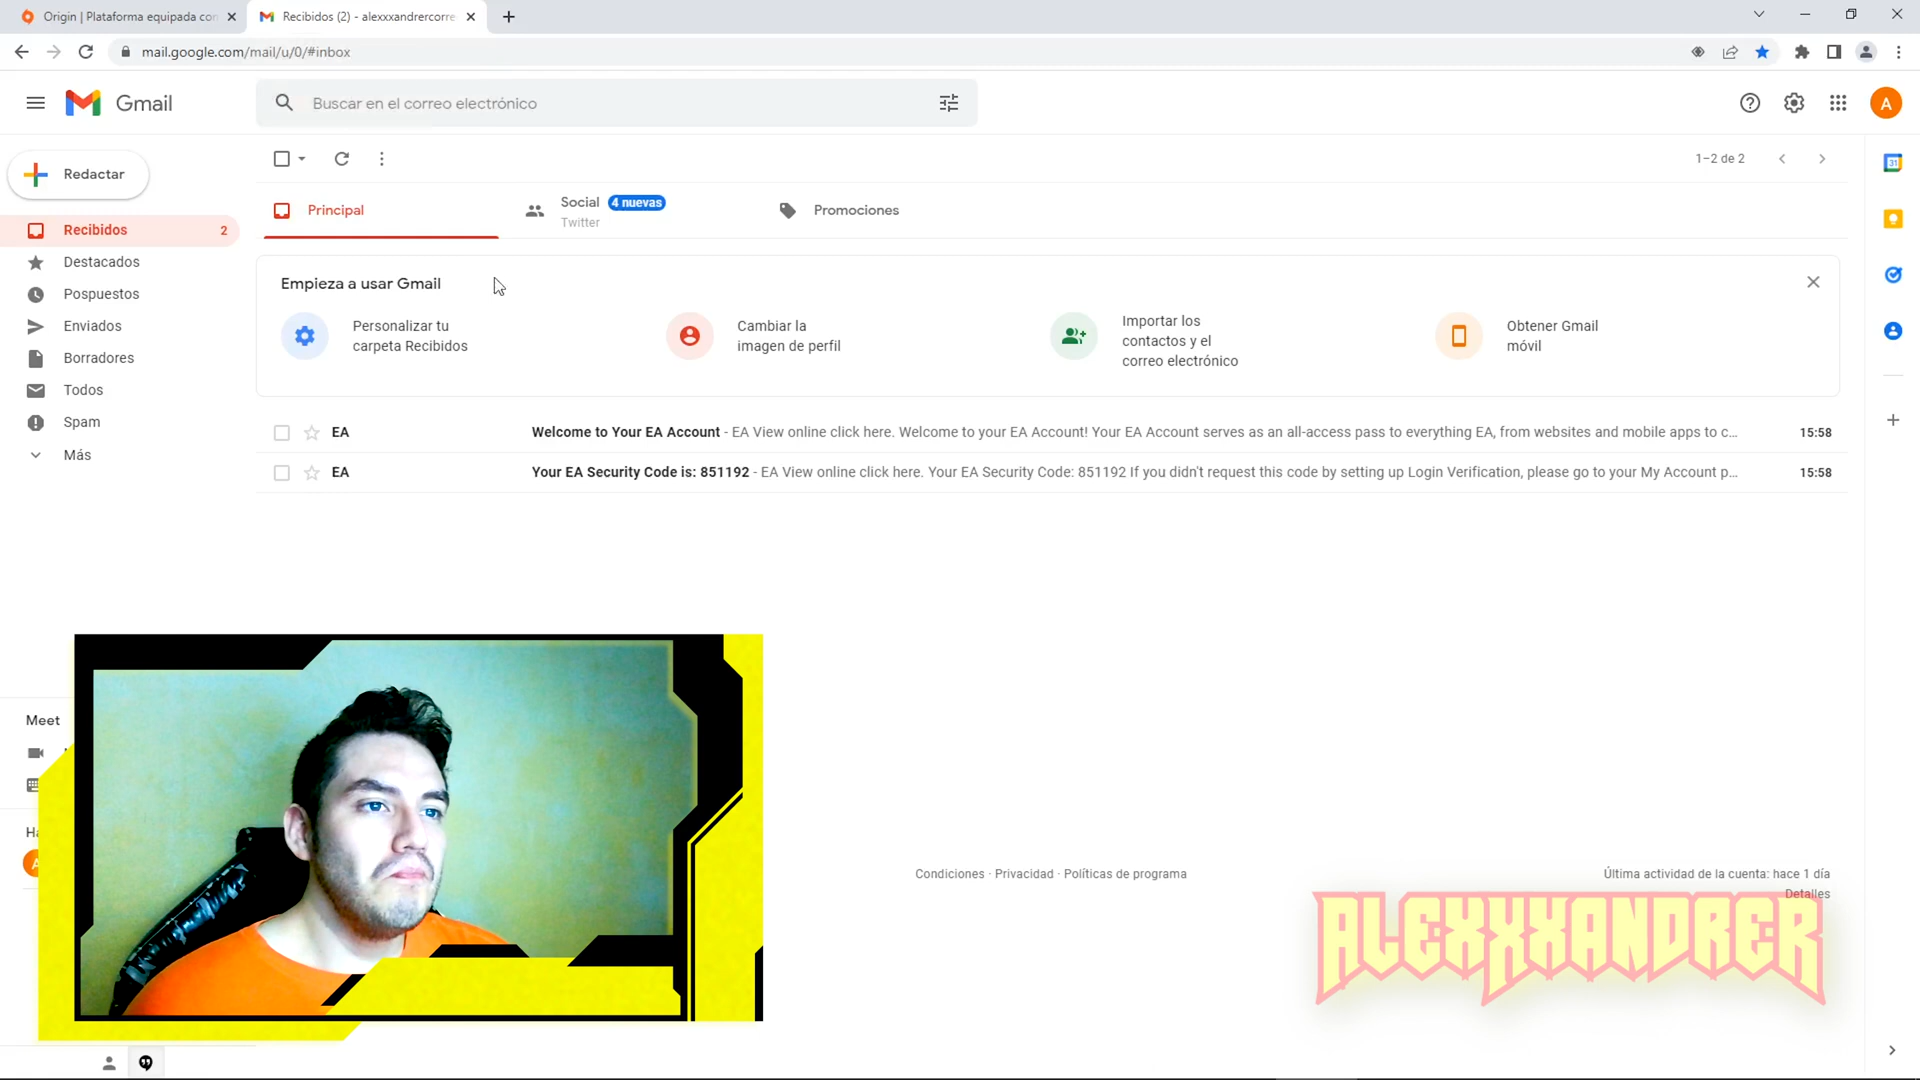 Origin | Plataforma equipada con
Recibidos (2) - alexxxandrercorre
mail.google.com/mail/u/0/#inbox
Gmail
Buscar en el correo electrónico
A
Redactar
1–2 de 2
Principal
Social 4 nuevas
Twitter
Promociones
Recibidos 2
Destacados
Pospuestos
Enviados
Borradores
Todos
Spam
Más
Empieza a usar Gmail
Personalizar tu
carpeta Recibidos
Cambiar la
imagen de perfil
Importar los
contactos y el
correo electrónico
Obtener Gmail
móvil
EA Welcome to Your EA Account - EA View online click here. Welcome to your EA Account! Your EA Account serves as an all-access pass to everything EA, from websites and mobile apps to c... 15:58
EA Your EA Security Code is: 851192 - EA View online click here. Your EA Security Code: 851192 If you didn't request this code by setting up Login Verification, please go to your My Account p... 15:58
31
Meet
Ha
A
Condiciones · Privacidad · Políticas de programa
Última actividad de la cuenta: hace 1 día
Detalles
ALEXXXANDRER